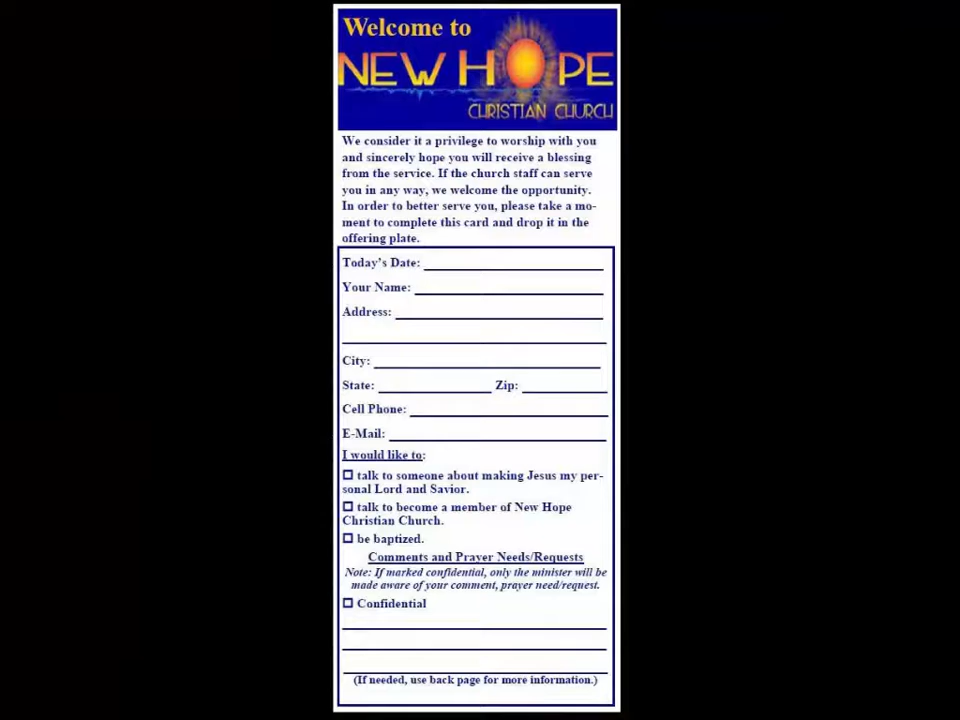 Welcome to
NEW HOPE
CHRISTIAN CHURCH
We consider it a privilege to worship with you
and sincerely hope you will receive a blessing
from the service. If the church staff can serve
you in any way, we welcome the opportunity.
In order to better serve you, please take a mo-
ment to complete this card and drop it in the
offering plate.
Today's Date:
Your Name:
Address:
City:
State: Zip:
Cell Phone:
E-Mail:
I would like to:
talk to someone about making Jesus my per-
sonal Lord and Savior.
talk to become a member of New Hope
Christian Church.
be baptized.
Comments and Prayer Needs/Requests
Note: If marked confidential, only the minister will be
made aware of your comment, prayer need/request.
Confidential
(If needed, use back page for more information.)